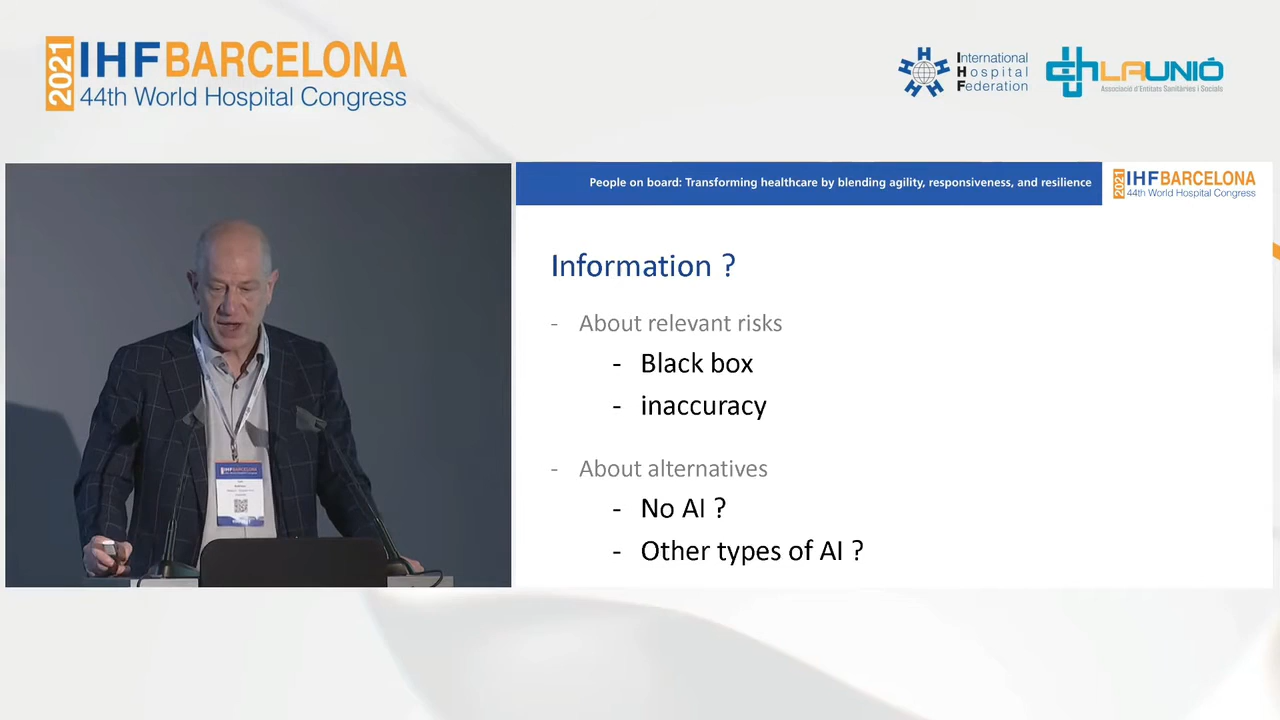 2021 IHF BARCELONA
44th World Hospital Congress
International
Hospital
Federation
LAUNIÓ
Associació d'Entitats Sanitàries i Socials
People on board: Transforming healthcare by blending agility, responsiveness, and resilience
2021 IHF BARCELONA
44th World Hospital Congress
Information ?
- About relevant risks
- Black box
- inaccuracy
- About alternatives
- No AI ?
- Other types of AI ?
IHFBARCELONA